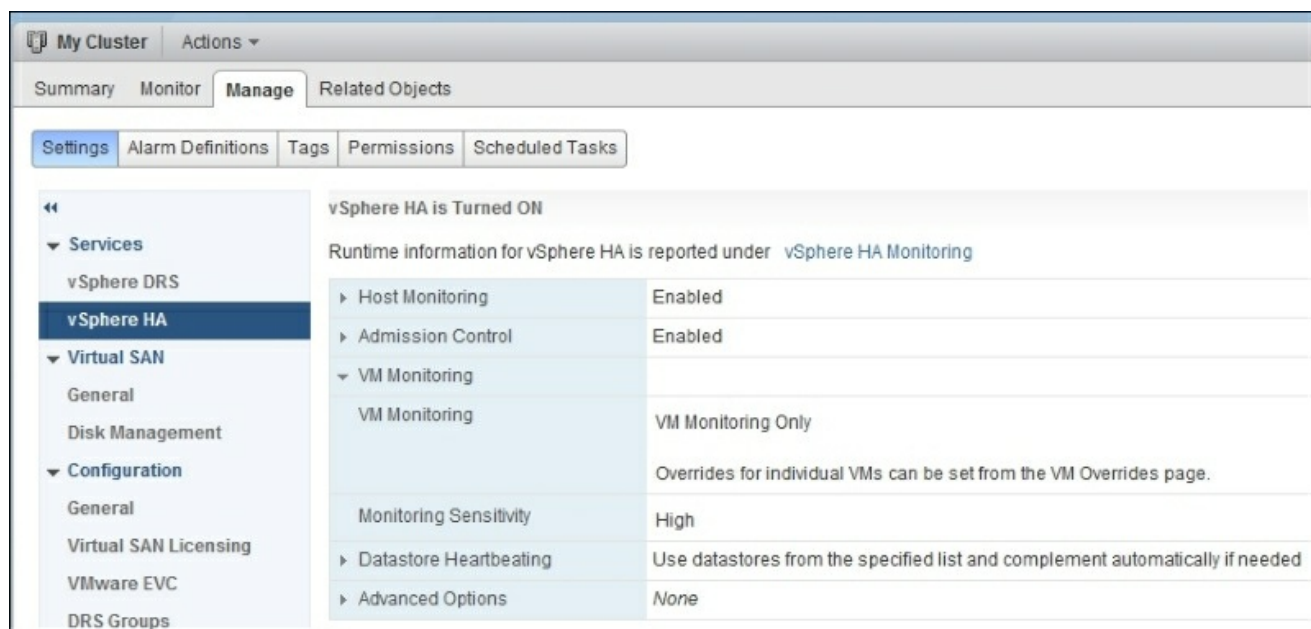 My Cluster Actions
Summary Monitor Manage Related Objects
Settings Alarm Definitions Tags Permissions Scheduled Tasks
Services
vSphere DRS
vSphere HA
Virtual SAN
General
Disk Management
Configuration
General
Virtual SAN Licensing
VMware EVC
DRS Groups
vSphere HA is Turned ON
Runtime information for vSphere HA is reported under vSphere HA Monitoring
Host Monitoring Enabled
Admission Control Enabled
VM Monitoring
VM Monitoring VM Monitoring Only
Overrides for individual VMs can be set from the VM Overrides page.
Monitoring Sensitivity High
Datastore Heartbeating Use datastores from the specified list and complement automatically if needed
Advanced Options None